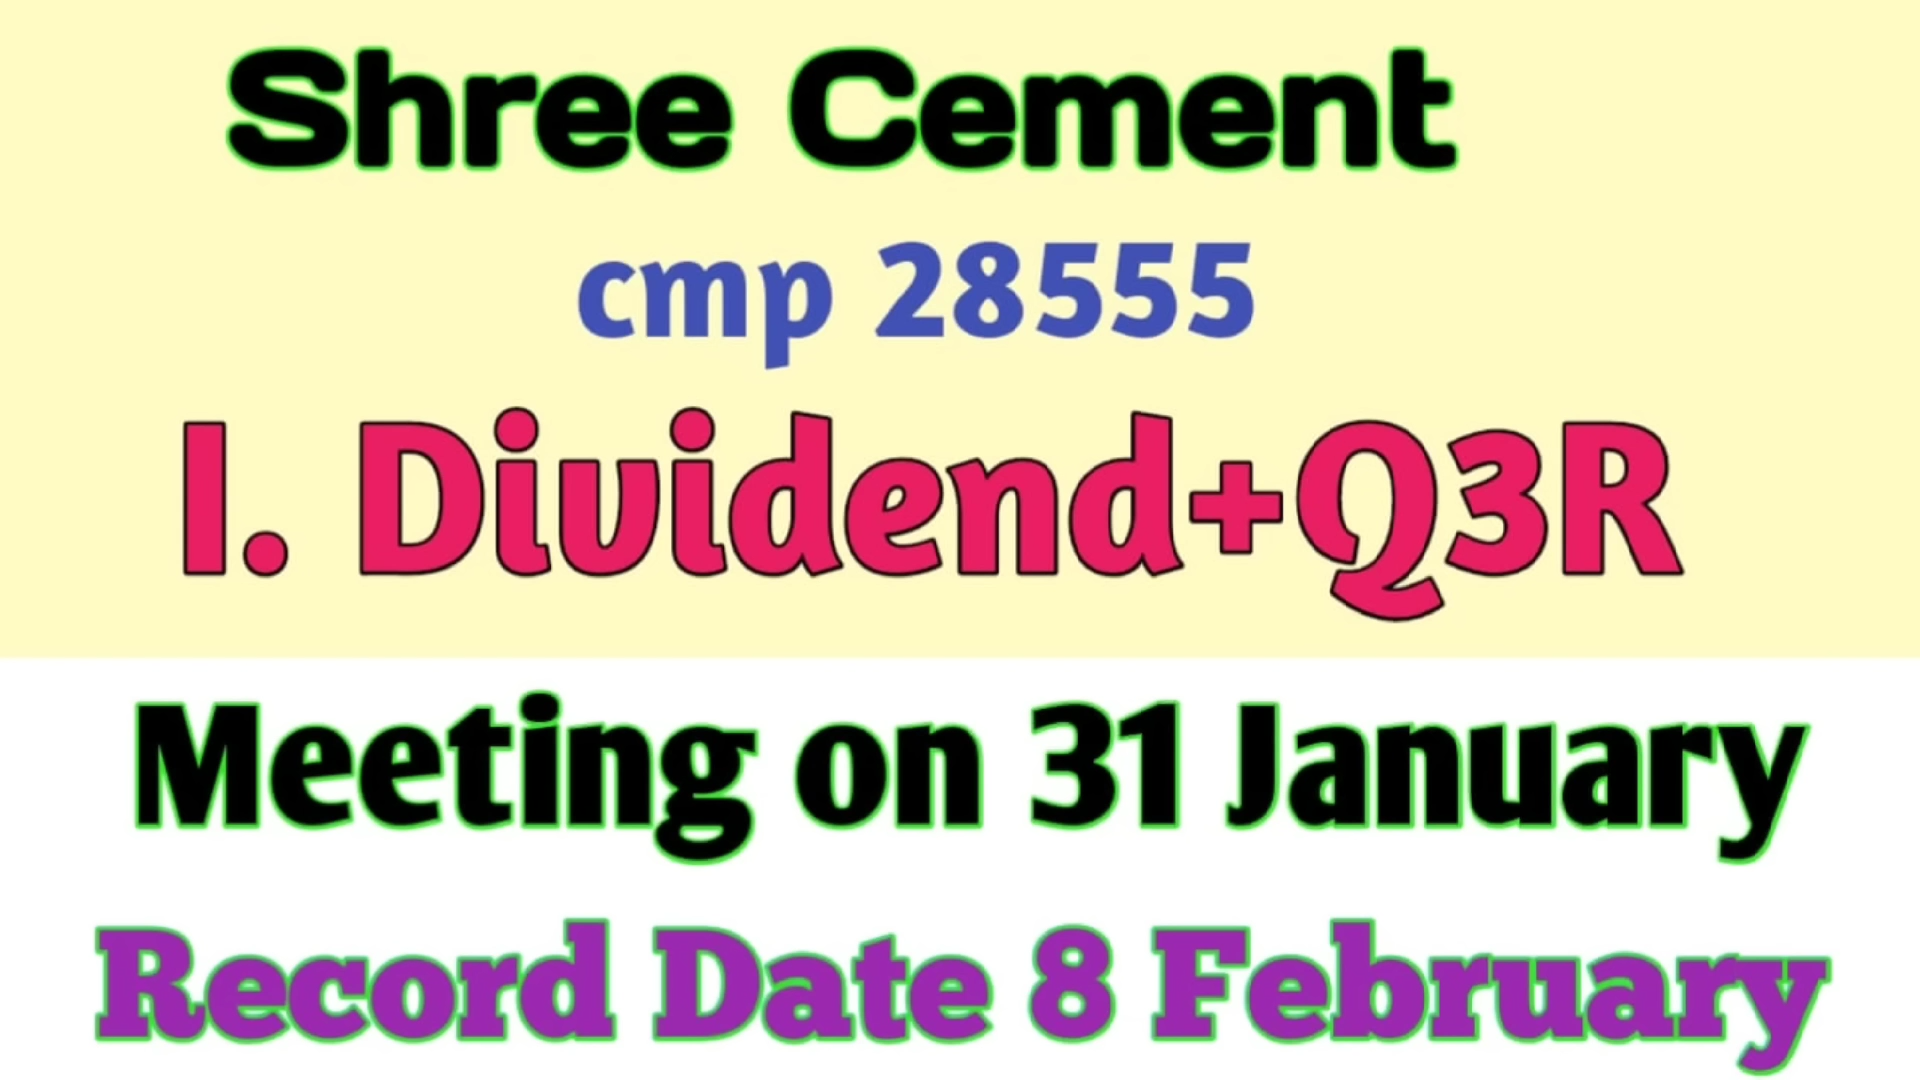 Shree Cement
cmp 28555
I. Dividend+Q3R
Meeting on 31 January
Record Date 8 February